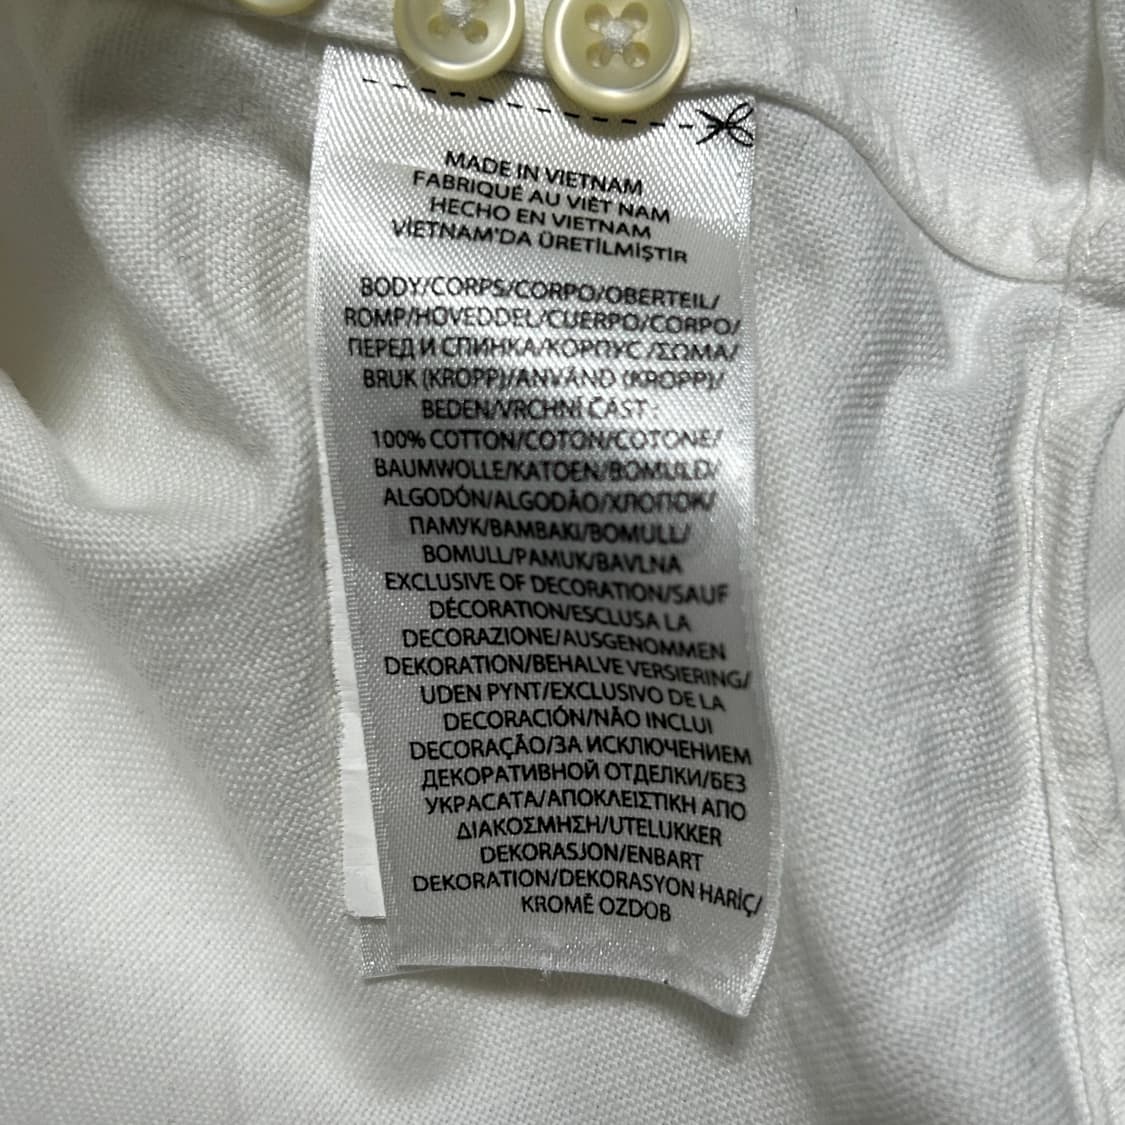 MADE IN VIETNAM
FABRIQUÉ AU VIÊT NAM
HECHO EN VIETNAM
VİETNAM'DA ÜRETİLMİŞTİR
BODY/CORPS/CORPO/OBERTEIL/
ROMP/HOVEDDEL/CUERPO/CORPO/
ПЕРЕД И СПИНКА/КОРПУС/ΣΩΜΑ/
BRUK (KROPP)/ANVÄND (KROPP)/
BEDEN/VRCHNÍ ČÁST :
100% COTTON/COTON/COTONE/
BAUMWOLLE/KATOEN/BOMULD/
ALGODÓN/ALGODÃO/ХЛОПОК/
ПАМУК/BAMBAKI/BOMULL/
BOMULL/PAMUK/BAVLNA
EXCLUSIVE OF DECORATION/SAUF
DÉCORATION/ESCLUSA LA
DECORAZIONE/AUSGENOMMEN
DEKORATION/BEHALVE VERSIERING/
UDEN PYNT/EXCLUSIVO DE LA
DECORACIÓN/NÃO INCLUI
DECORAÇÃO/ЗА ИСКЛЮЧЕНИЕМ
ДЕКОРАТИВНОЙ ОТДЕЛКИ/БЕЗ
УКРАСАТА/ΑΠΟΚΛΕΙΣΤΙΚΗ ΑΠΟ
ΔΙΑΚΟΣΜΗΣΗ/UTELUKKER
DEKORASJON/ENBART
DEKORATION/DEKORASYON HARİÇ/
KROMĚ OZDOB